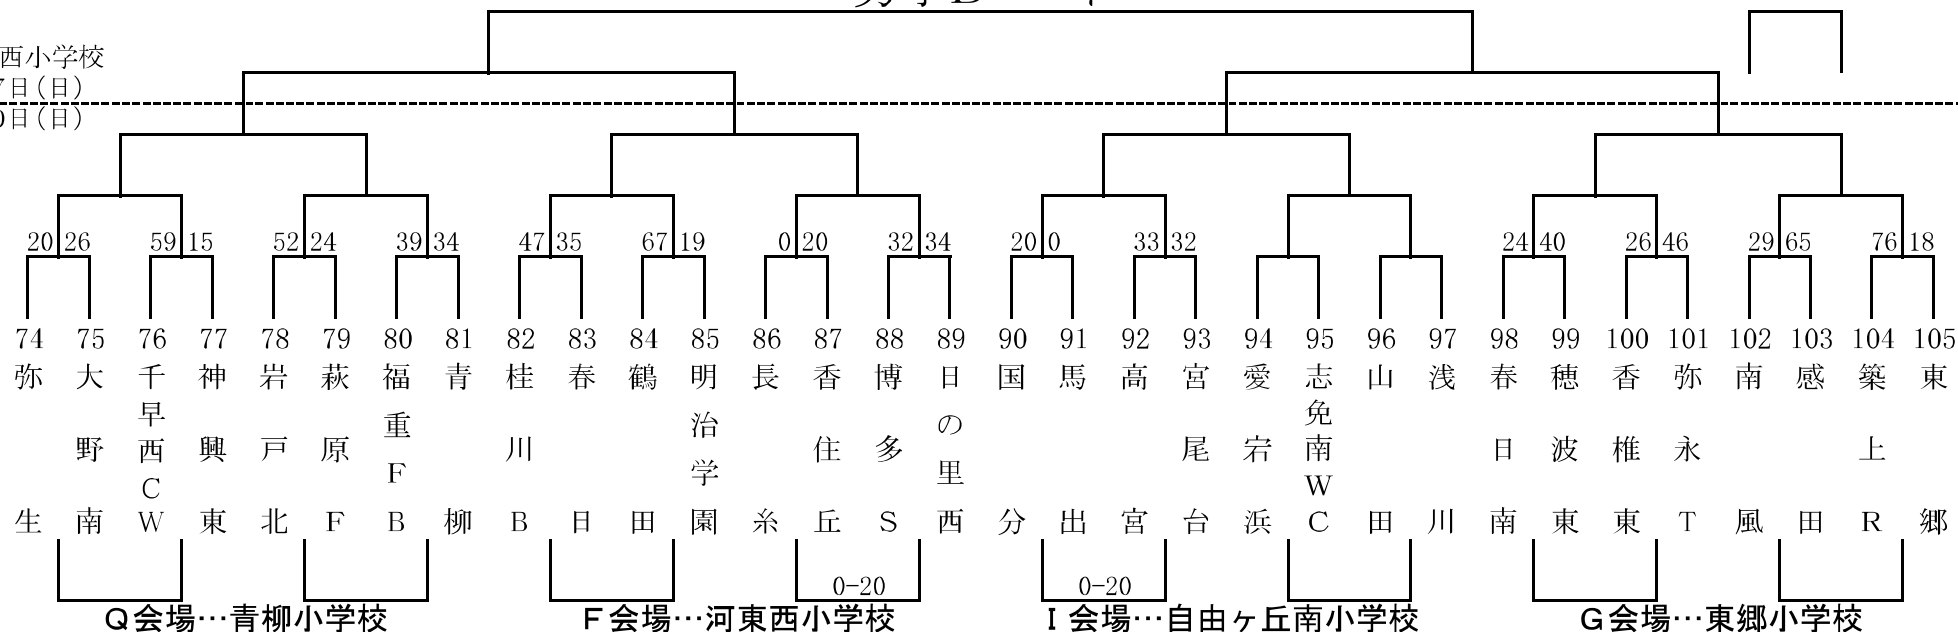 西小学校
日(日)
日(日)
20 26 59 15 52 24 39 34 47 35 67 19 0 20 32 34 20 0 33 32 24 40 26 46 29 65 76 18
74 75 76 77 78 79 80 81 82 83 84 85 86 87 88 89 90 91 92 93 94 95 96 97 98 99 100 101 102 103 104 105
弥生
大野南
千早西CW
神興東
岩戸北
萩原F
福重FB
青柳
桂川B
春日
鶴田
明治学園
長糸
香住丘
博多S
日の里西
国分
馬出
高宮
宮尾台
愛宕浜
志免南WC
山田
浅川
春日南
穂波東
香椎東
弥永T
南風
感田
築上R
東郷
0-20 0-20
Q会場…青柳小学校 F会場…河東西小学校 I会場…自由ヶ丘南小学校 G会場…東郷小学校